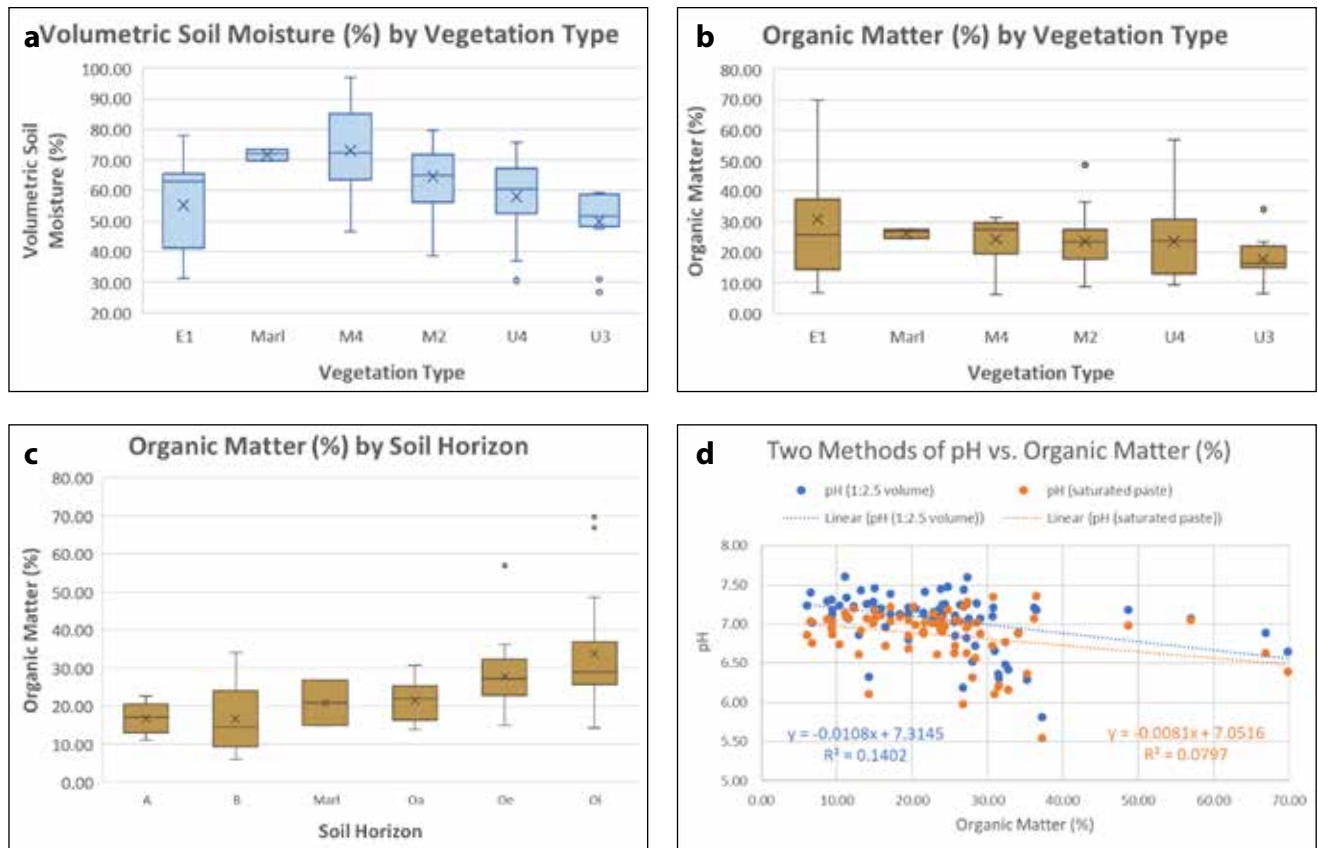 a Volumetric Soil Moisture (%) by Vegetation Type
Volumetric Soil
Moisture (%)
100.00
90.00
80.00
70.00
60.00
50.00
40.00
30.00
20.00
E1 Marl M4 M2 U4 U3
Vegetation Type
b Organic Matter (%) by Vegetation Type
Organic Matter (%)
80.00
70.00
60.00
50.00
40.00
30.00
20.00
10.00
0.00
E1 Marl M4 M2 U4 U3
Vegetation Type
c Organic Matter (%) by Soil Horizon
Organic Matter (%)
80.00
70.00
60.00
50.00
40.00
30.00
20.00
10.00
0.00
A B Marl Oa Oe Oi
Soil Horizon
d Two Methods of pH vs. Organic Matter (%)
pH (1:2.5 volume) pH (saturated paste)
Linear (pH (1:2.5 volume)) Linear (pH (saturated paste))
pH
8.00
7.50
7.00
6.50
6.00
5.50
5.00
y = -0.0108x + 7.3145
R² = 0.1402
y = -0.0081x + 7.0516
R² = 0.0797
0.00 10.00 20.00 30.00 40.00 50.00 60.00 70.00
Organic Matter (%)